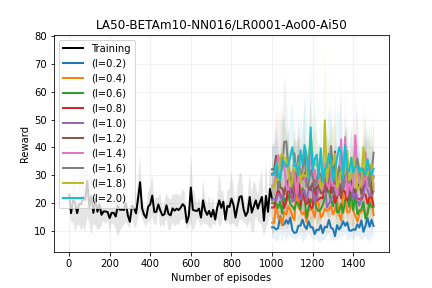 LA50-BETAm10-NN016/LR0001-Ao00-Ai50
80
70
60
50
40
30
20
10
Reward
Training
(l=0.2)
(l=0.4)
(l=0.6)
(l=0.8)
(l=1.0)
(l=1.2)
(l=1.4)
(l=1.6)
(l=1.8)
(l=2.0)
0 200 400 600 800 1000 1200 1400
Number of episodes